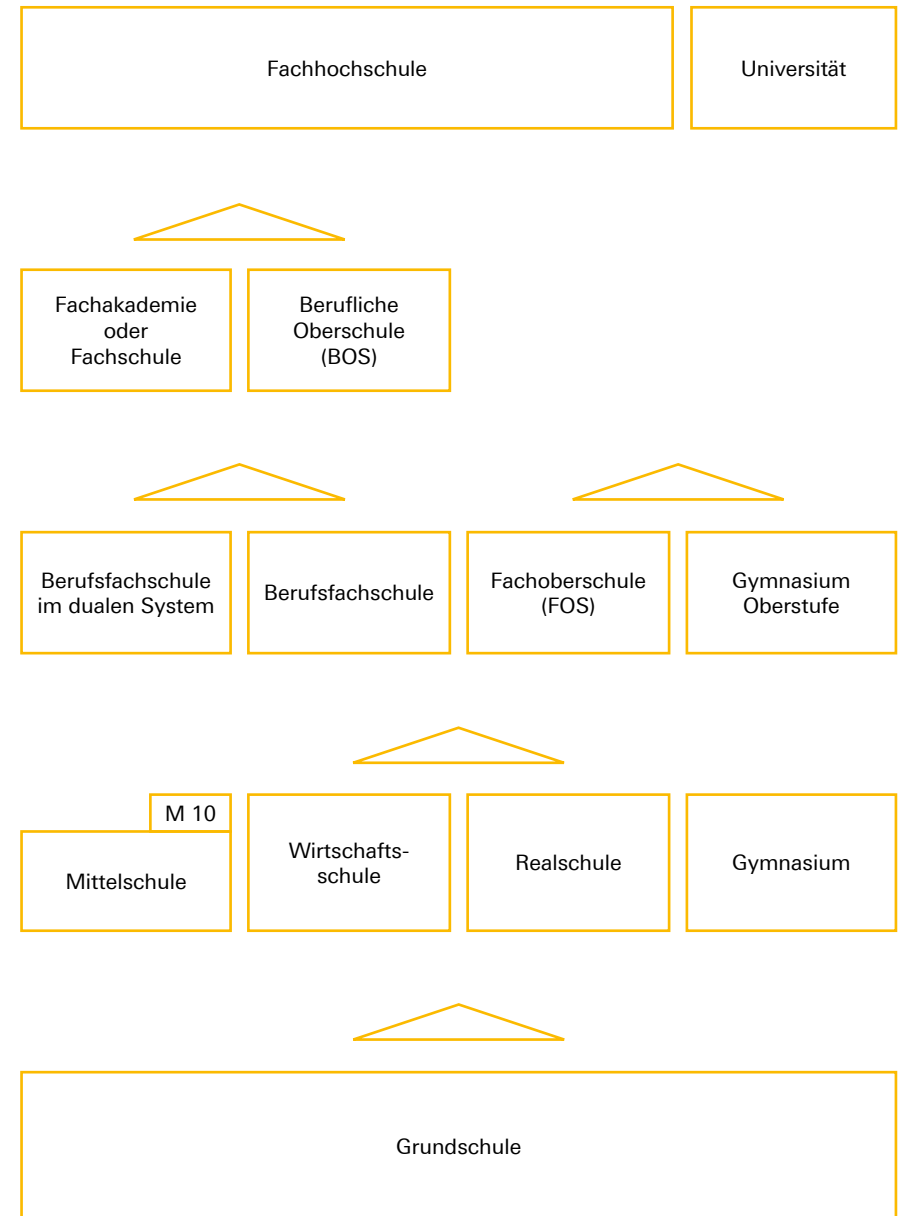 Fachhochschule
Universität
Fachakademie
oder
Fachschule
Berufliche
Oberschule
(BOS)
Berufsfachschule
im dualen System
Berufsfachschule
Fachoberschule
(FOS)
Gymnasium
Oberstufe
M 10
Mittelschule
Wirtschafts-
schule
Realschule
Gymnasium
Grundschule